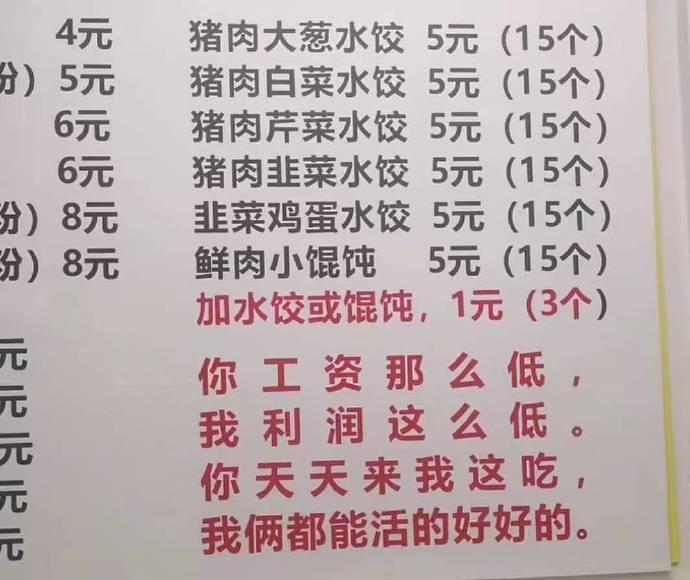 4元 猪肉大葱水饺 5元（15个）
份）5元 猪肉白菜水饺 5元（15个）
6元 猪肉芹菜水饺 5元（15个）
6元 猪肉韭菜水饺 5元（15个）
份）8元 韭菜鸡蛋水饺 5元（15个）
份）8元 鲜肉小馄饨 5元（15个）
加水饺或馄饨，1元（3个）
元
你工资那么低，
元
我利润这么低。
元
你天天来我这吃，
元
我俩都能活的好好的。
元